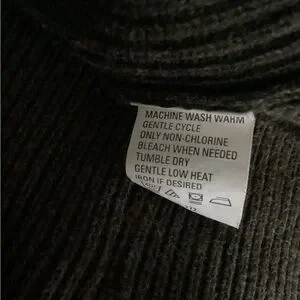 MACHINE WASH WARM
GENTLE CYCLE
ONLY NON-CHLORINE
BLEACH WHEN NEEDED
TUMBLE DRY
GENTLE LOW HEAT
IRON IF DESIRED